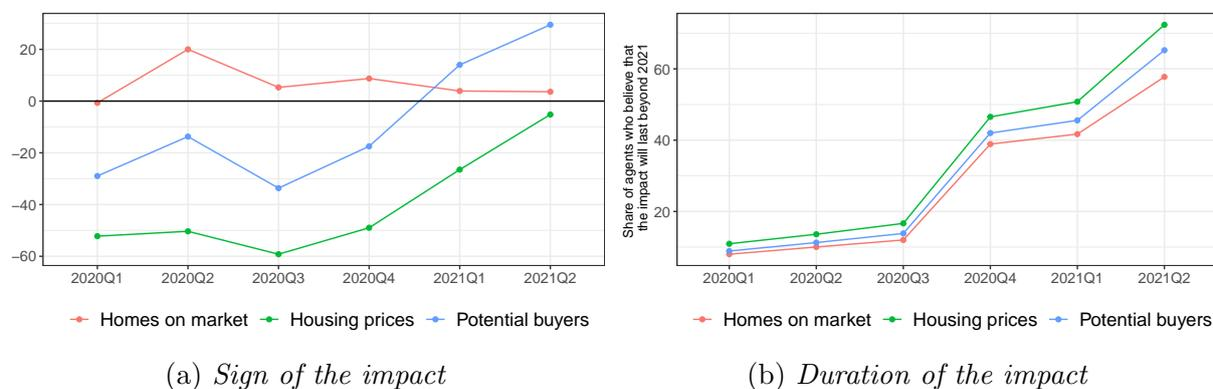 20
0
−20
−40
−60
2020Q1 2020Q2 2020Q3 2020Q4 2021Q1 2021Q2
Homes on market Housing prices Potential buyers
(a) Sign of the impact
Share of agents who believe that
the impact will last beyond 2021
60
40
20
2020Q1 2020Q2 2020Q3 2020Q4 2021Q1 2021Q2
Homes on market Housing prices Potential buyers
(b) Duration of the impact